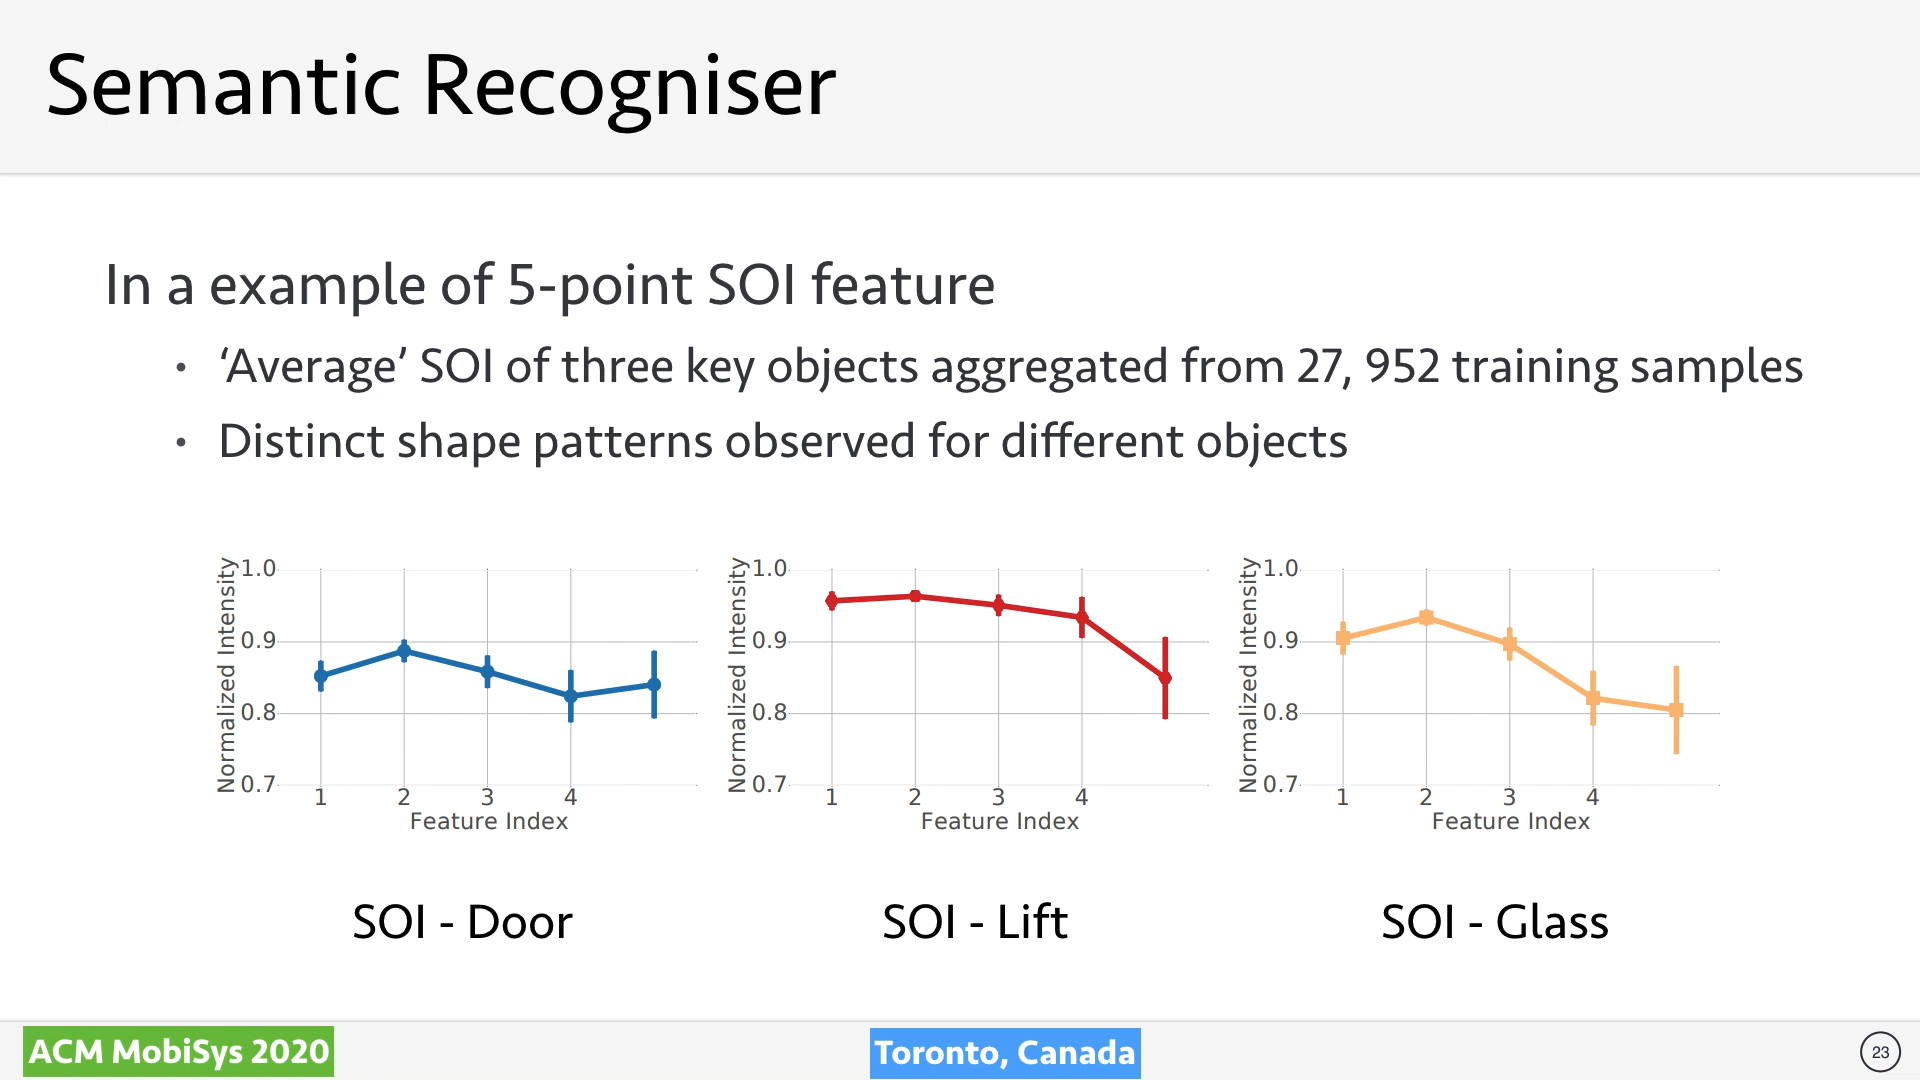 Semantic Recogniser
In a example of 5-point SOI feature
• ‘Average’ SOI of three key objects aggregated from 27, 952 training samples
• Distinct shape patterns observed for different objects
Normalized Intensity
1.0
0.9
0.8
0.7
1 2 3 4
Feature Index
SOI - Door
Normalized Intensity
1.0
0.9
0.8
0.7
1 2 3 4
Feature Index
SOI - Lift
Normalized Intensity
1.0
0.9
0.8
0.7
1 2 3 4
Feature Index
SOI - Glass
ACM MobiSys 2020
Toronto, Canada
23